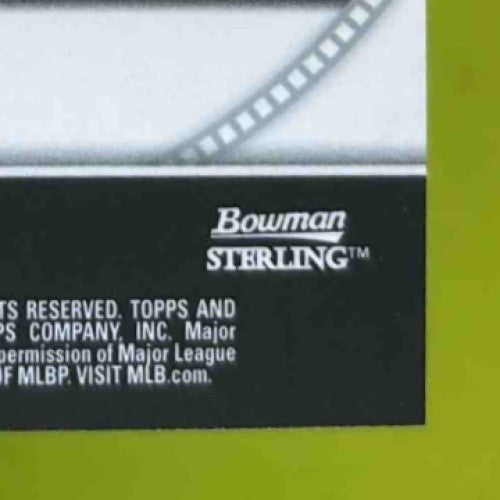 Bowman
STERLING™
TS RESERVED. TOPPS AND
PS COMPANY, INC. Major
permission of Major League
OF MLBP. VISIT MLB.com.